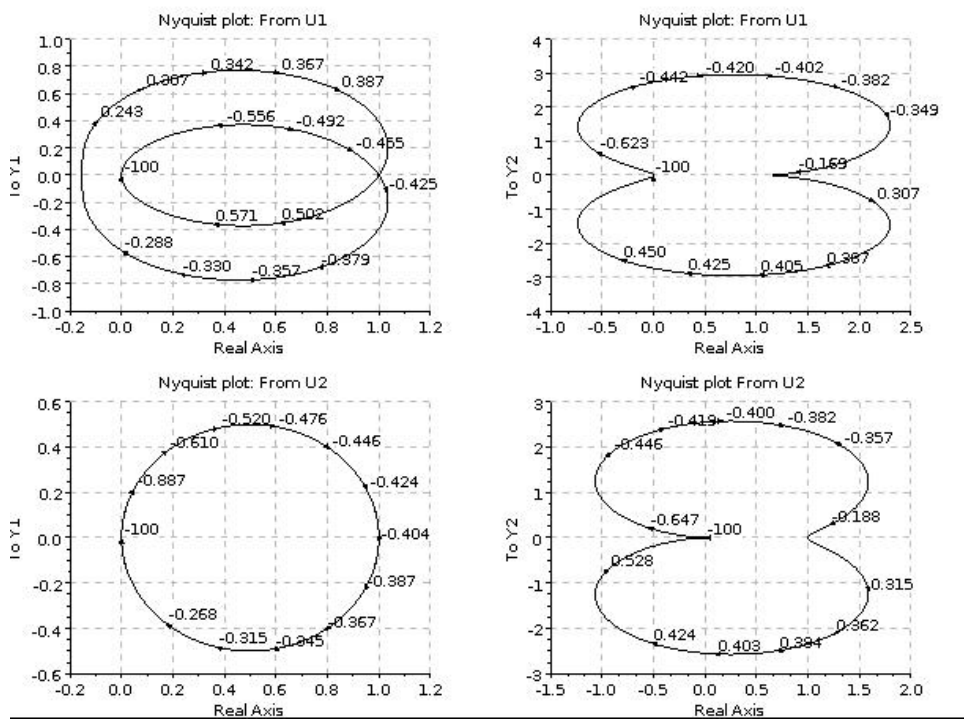 Nyquist plot: From U1
1.0
0.8
0.6
0.4
0.2
0.0
-0.2
-0.4
-0.6
-0.8
-1.0
To Y1
0.342 0.367
0.307 0.387
0.243
-0.556 -0.492
-0.455
-100
-0.425
0.571 0.502
-0.288
-0.330 -0.357 -0.379
-0.2 0.0 0.2 0.4 0.6 0.8 1.0 1.2
Real Axis
Nyquist plot: From U1
4
3
2
1
0
-1
-2
-3
-4
To Y2
-0.442 -0.420 -0.402
-0.382
-0.349
-0.623
-100 -0.169
0.307
0.450 0.425 0.405 0.387
-1.0 -0.5 0.0 0.5 1.0 1.5 2.0 2.5
Real Axis
Nyquist plot: From U2
0.6
0.4
0.2
0.0
-0.2
-0.4
-0.6
To Y1
-0.520 -0.476
-0.610 -0.446
-0.887 -0.424
-100 -0.404
-0.387
-0.268 -0.367
-0.315 -0.345
-0.2 0.0 0.2 0.4 0.6 0.8 1.0 1.2
Real Axis
Nyquist plot From U2
3
2
1
0
-1
-2
-3
To Y2
-0.419 -0.400 -0.382
-0.446 -0.357
-0.647 -100 -0.188
0.528
0.315
0.424 0.403 0.384 0.362
-1.5 -1.0 -0.5 0.0 0.5 1.0 1.5 2.0
Real Axis